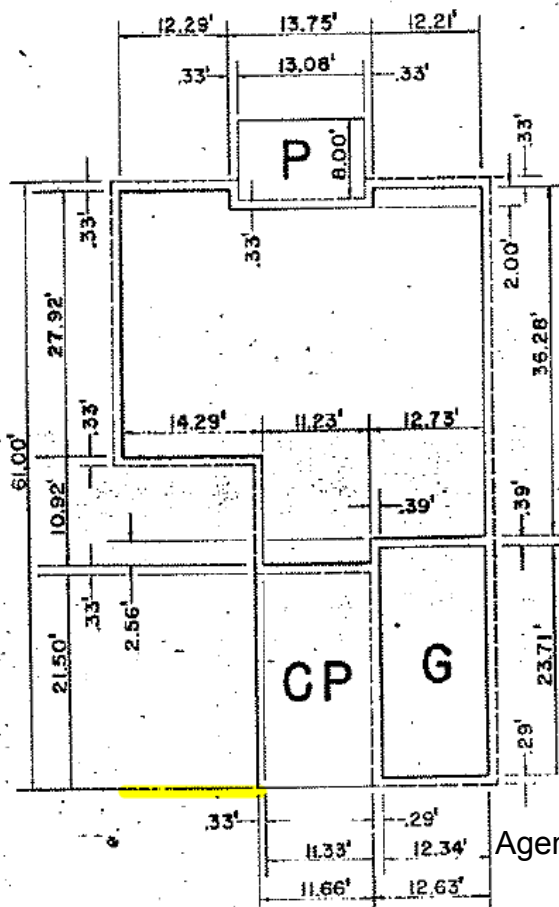 12.29' 13.75' 12.21'
.33' 13.08' .33'
P 8.00' .33'
.33' .33' 2.00'
27.92' 36.28'
61.00' .33' 14.29' 11.23' 12.73'
10.92' .39' .39'
.33' 2.56'
21.50' CP G 23.71'
.29'
.33' .29'
11.33' 12.34' Agen
11.66' 12.63'